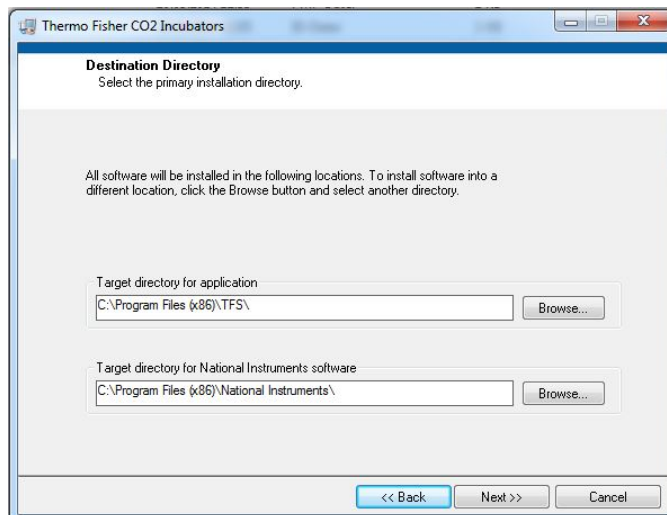 Thermo Fisher CO2 Incubators
Destination Directory
Select the primary installation directory.
All software will be installed in the following locations. To install software into a
different location, click the Browse button and select another directory.
Target directory for application
C:\Program Files (x86)\TFS\
Browse...
Target directory for National Instruments software
C:\Program Files (x86)\National Instruments\
Browse...
<< Back
Next >>
Cancel